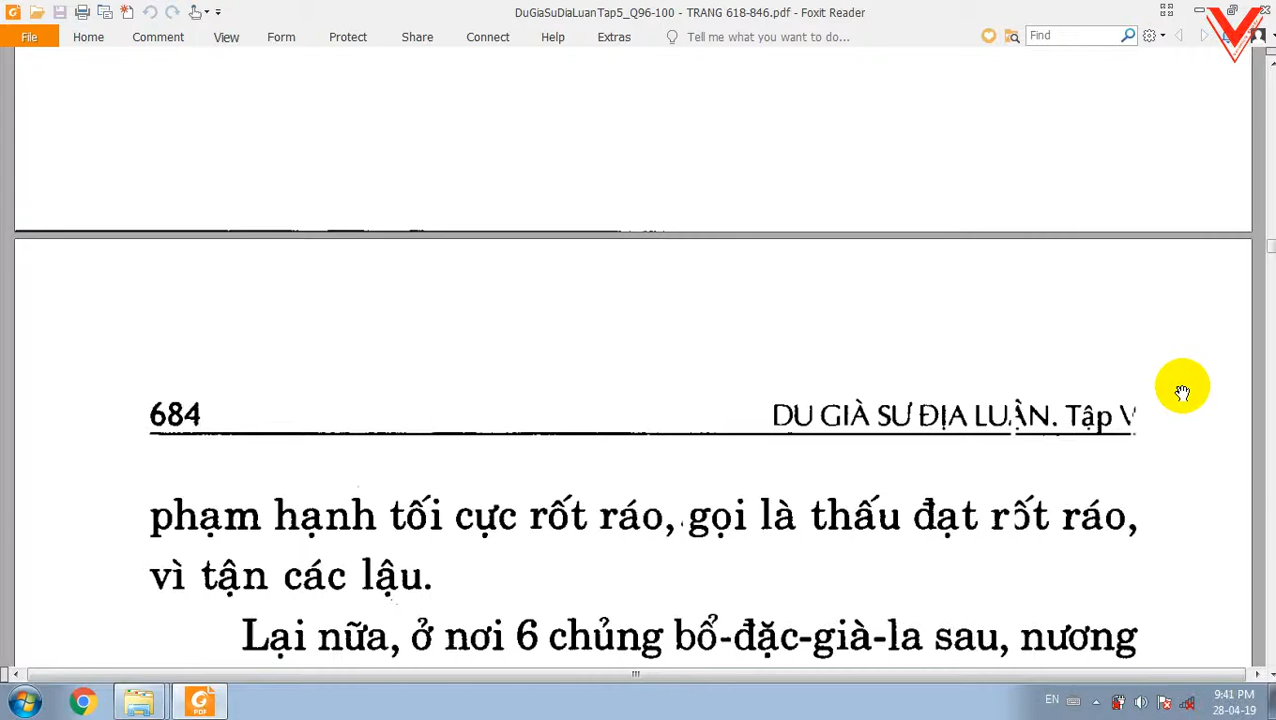 DuGiaSuDiaLuanTap5_Q96-100 - TRANG 618-846.pdf - Foxit Reader
File Home Comment View Form Protect Share Connect Help Extras Tell me what you want to do... Find
684 DU GIÀ SƯ ĐỊA LUẬN. Tập V
phạm hạnh tối cực rốt ráo, gọi là thấu đạt rốt ráo,
vì tận các lậu.
Lại nữa, ở nơi 6 chủng bổ-đặc-già-la sau, nương
PDF
EN
9:41 PM
28-04-19